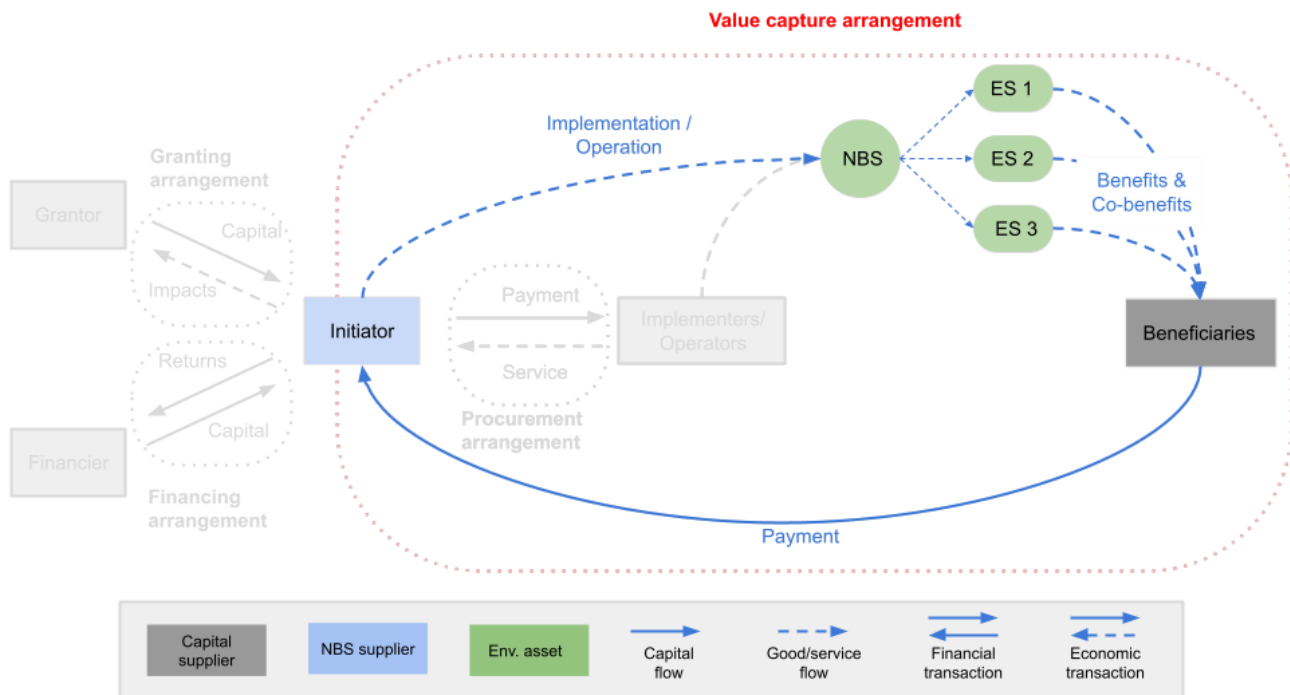 Value capture arrangement
Implementation /
Operation
NBS
ES 1
ES 2
ES 3
Benefits &
Co-benefits
Granting
arrangement
Grantor
Capital
Impacts
Initiator
Payment
Service
Implementers/
Operators
Procurement
arrangement
Beneficiaries
Returns
Capital
Financier
Financing
arrangement
Payment
Capital
supplier
NBS supplier
Env. asset
Capital
flow
Good/service
flow
Financial
transaction
Economic
transaction